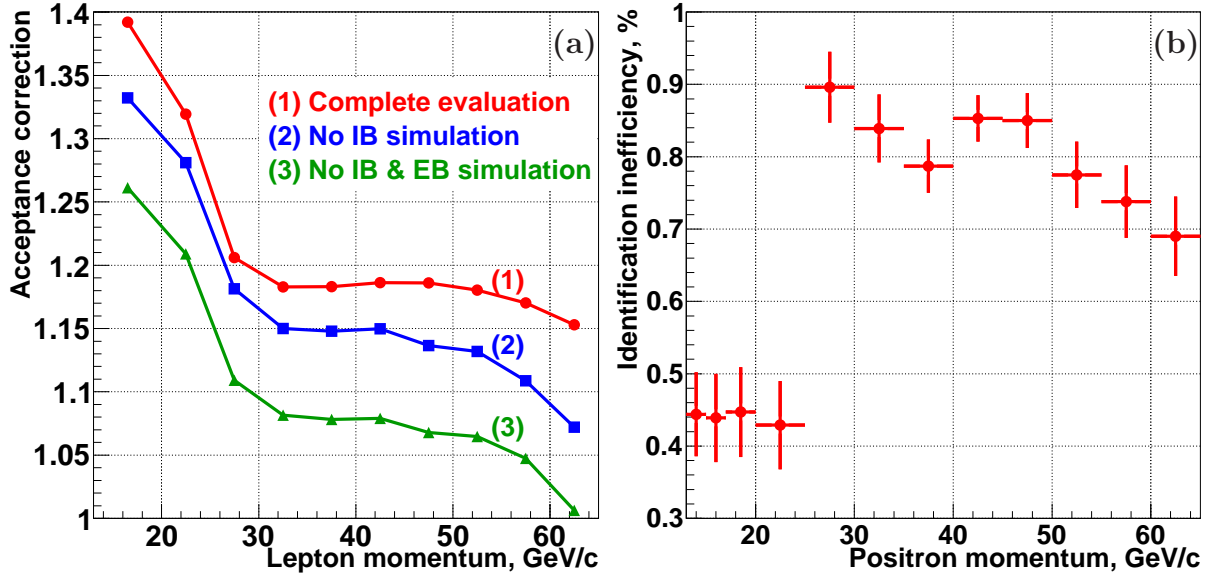 (a)
Acceptance correction
1.4
1.35
1.3
1.25
1.2
1.15
1.1
1.05
1
(1) Complete evaluation
(2) No IB simulation
(3) No IB & EB simulation
(1)
(2)
(3)
20 30 40 50 60
Lepton momentum, GeV/c
(b)
Identification inefficiency, %
1
0.9
0.8
0.7
0.6
0.5
0.4
0.3
20 30 40 50 60
Positron momentum, GeV/c